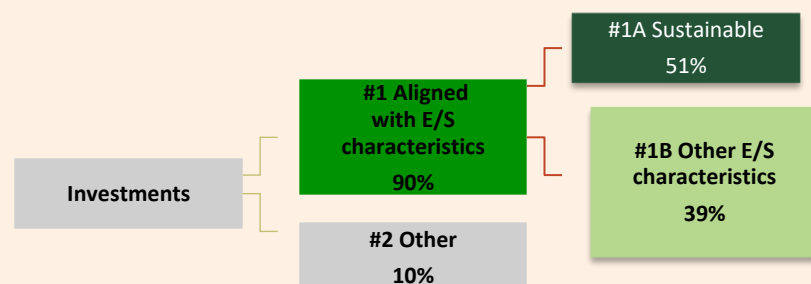 Investments
#1 Aligned
with E/S
characteristics
90%
#2 Other
10%
#1A Sustainable
51%
#1B Other E/S
characteristics
39%